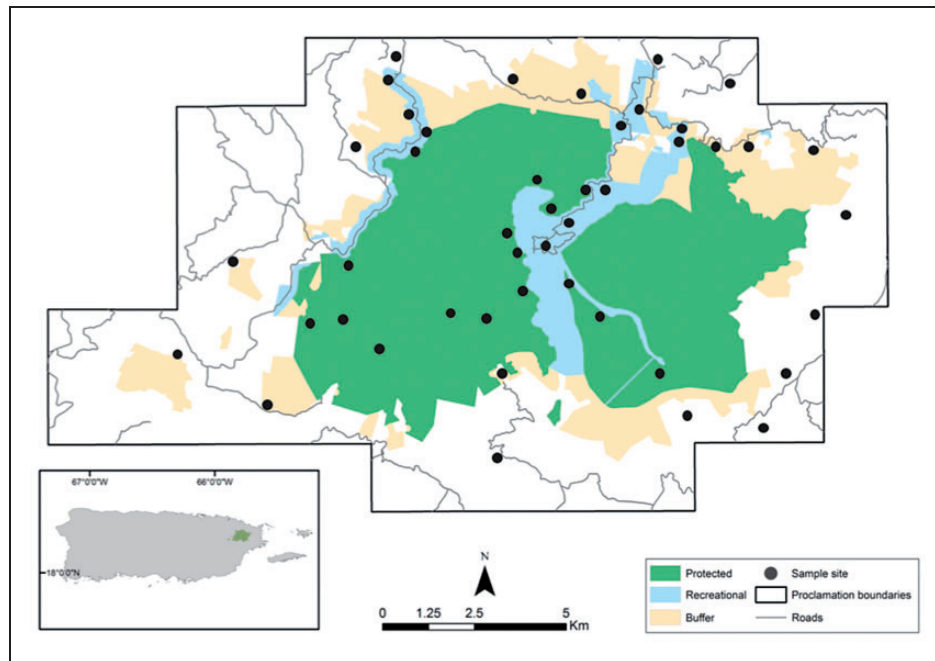 67°0'0"W 66°0'0"W
18°0'0"N
N
0 1.25 2.5 5
Km
Protected
Recreational
Buffer
Sample site
Proclamation boundaries
Roads